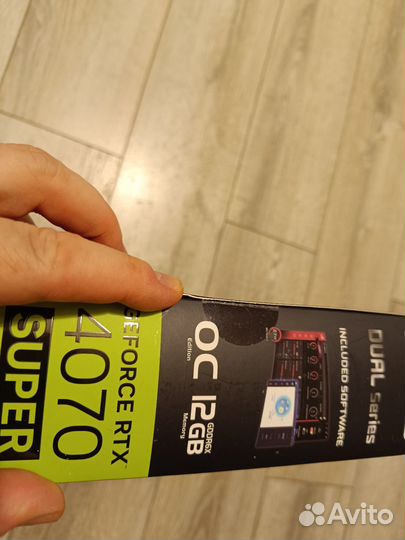 GEFORCE RTX
4070
SUPER
OC
Edition
12GB
GDDR6X
Memory
DUAL series
INCLUDED SOFTWARE
Avito